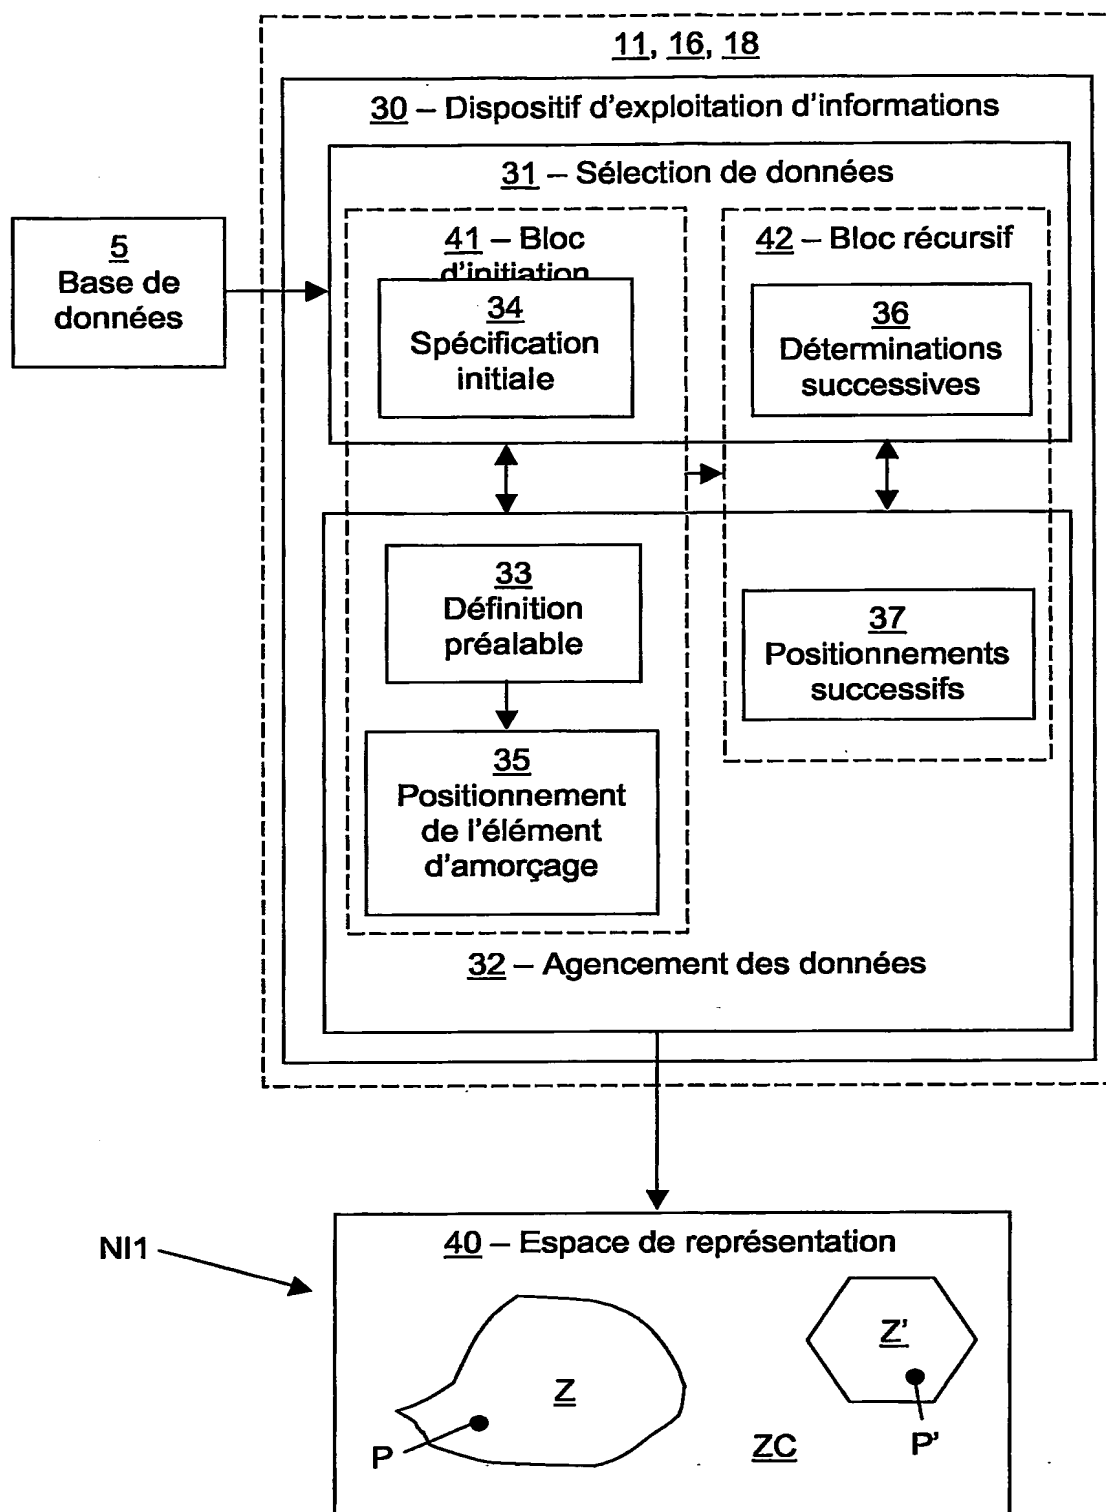 11, 16, 18
30 – Dispositif d'exploitation d'informations
31 – Sélection de données
5
Base de
données
41 – Bloc
d'initiation
34
Spécification
initiale
42 – Bloc récursif
36
Déterminations
successives
33
Définition
préalable
37
Positionnements
successifs
35
Positionnement
de l'élément
d'amorçage
32 – Agencement des données
NI1
40 – Espace de représentation
Z
P
Z'
P'
ZC